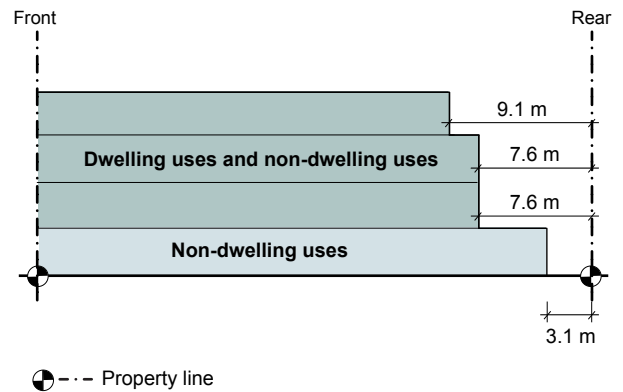 Front
Rear
9.1 m
Dwelling uses and non-dwelling uses
7.6 m
7.6 m
Non-dwelling uses
3.1 m
Property line